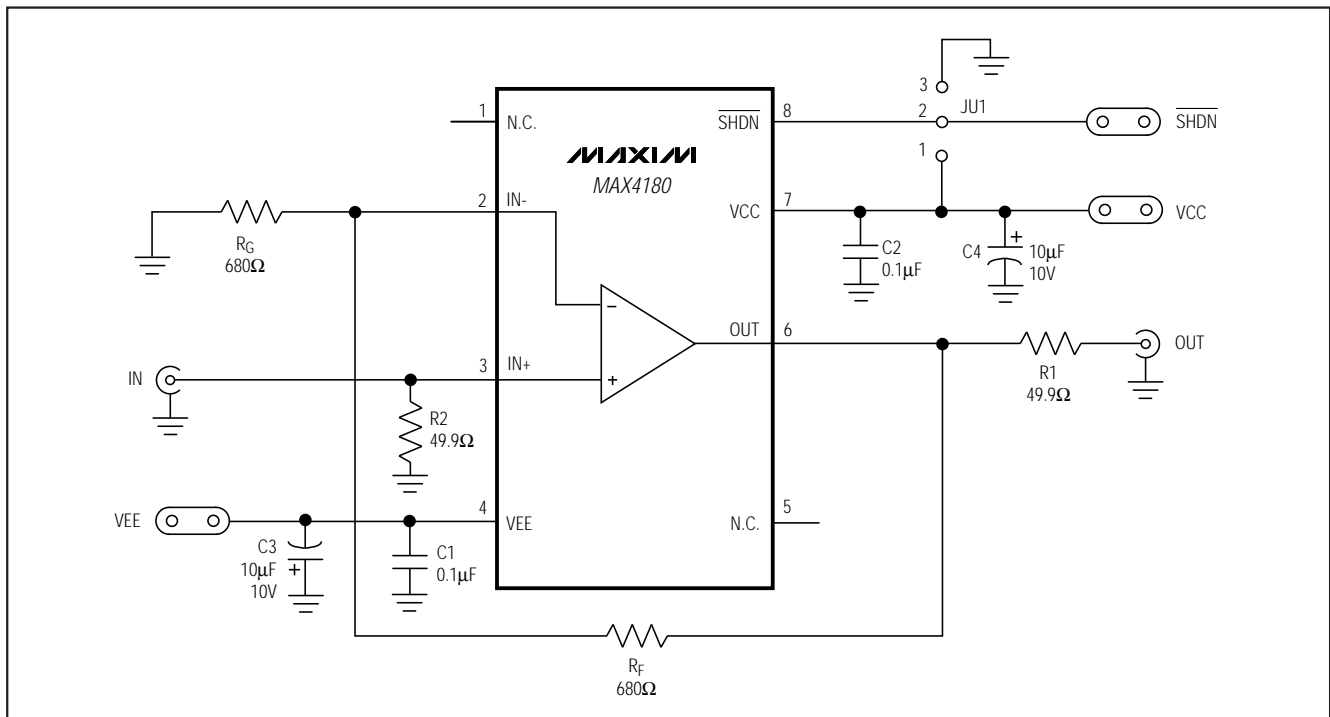 3
JU1
1
N.C.
SHDN
8
2
SHDN
1
MAXIM
MAX4180
2
IN-
VCC
7
VCC
RG
680Ω
C2
0.1µF
C4
+
10µF
10V
−
OUT
6
OUT
IN
3
IN+
+
R1
49.9Ω
R2
49.9Ω
VEE
4
VEE
5
N.C.
C3
10µF
+
10V
C1
0.1µF
RF
680Ω